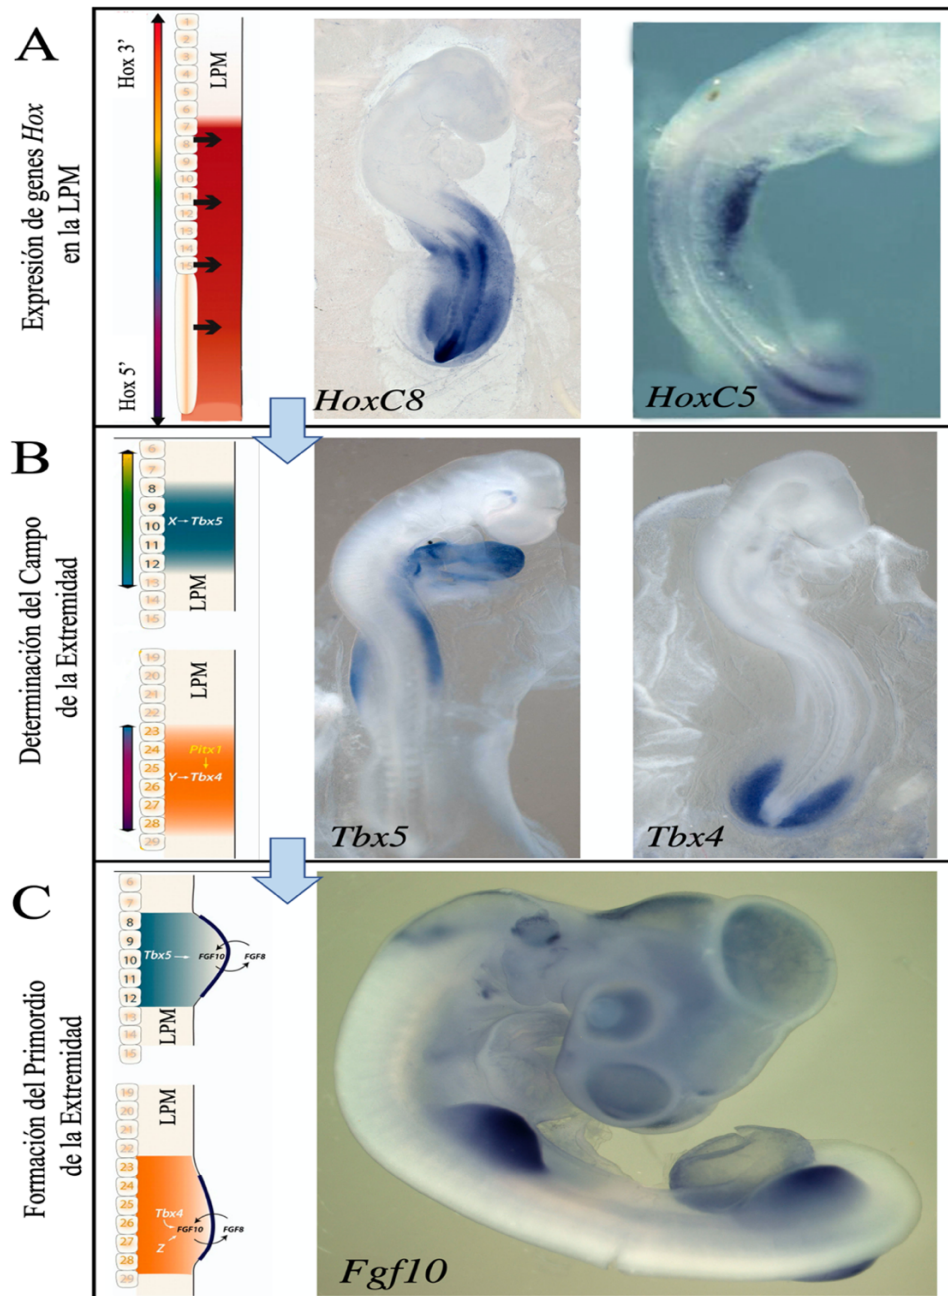 A
Expresión de genes Hox
en la LPM
Hox 3'
Hox 5'
1
2
3
4
5
6
7
8
9
10
11
12
13
14
15
LPM
HoxC8
HoxC5
B
Determinación del Campo
de la Extremidad
6
7
8
9
10
11
12
13
14
15
X→Tbx5
LPM
19
20
21
22
23
24
25
26
27
28
29
LPM
Pitx1
Y→Tbx4
Tbx5
Tbx4
C
Formación del Primordio
de la Extremidad
6
7
8
9
10
11
12
13
14
15
Tbx5
FGF10
FGF8
LPM
19
20
21
22
23
24
25
26
27
28
29
LPM
Tbx4
Z
FGF10
FGF8
Fgf10